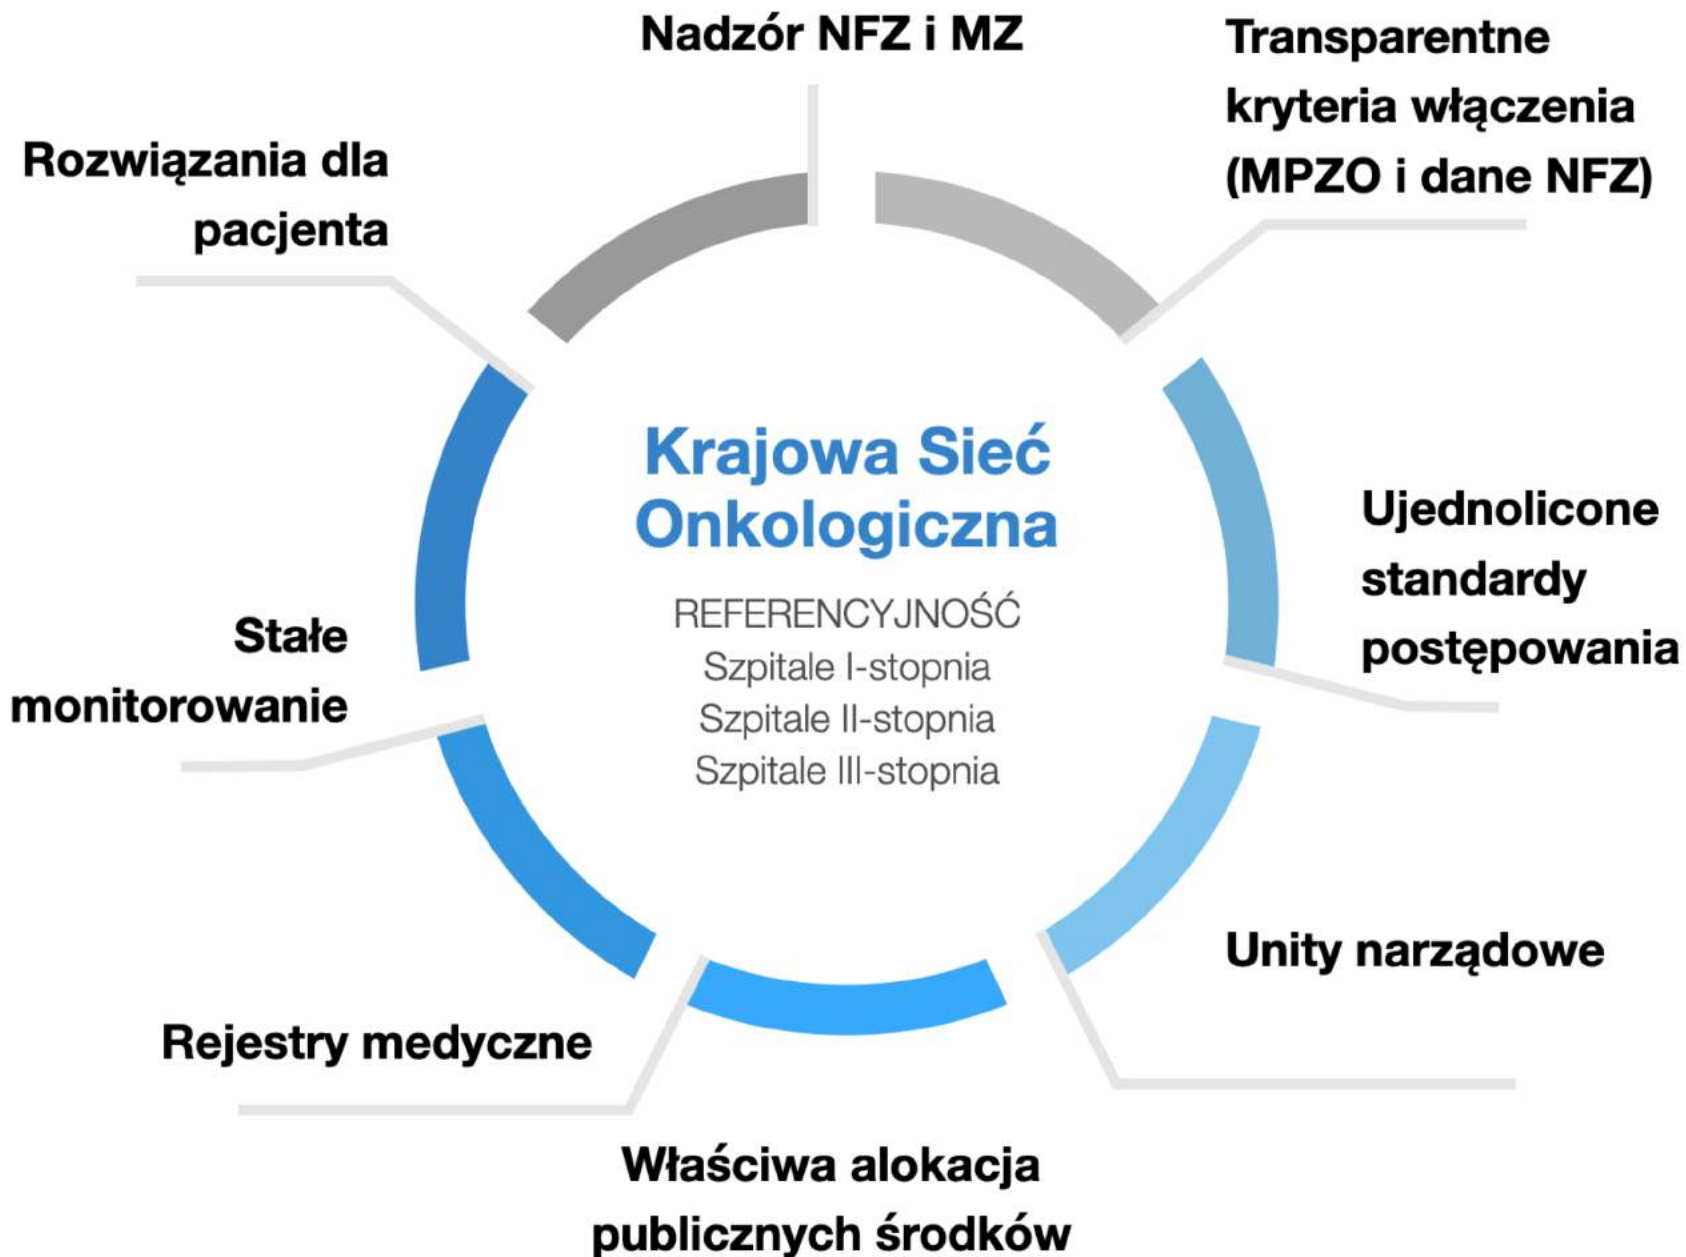 Nadzór NFZ i MZ
Transparentne
kryteria włączenia
(MPZO i dane NFZ)
Rozwiązania dla
pacjenta
Krajowa Sieć
Onkologiczna
REFERENCYJNOŚĆ
Szpitale I-stopnia
Szpitale II-stopnia
Szpitale III-stopnia
Ujednolicone
standardy
postępowania
Stałe
monitorowanie
Unity narządowe
Rejestry medyczne
Właściwa alokacja
publicznych środków